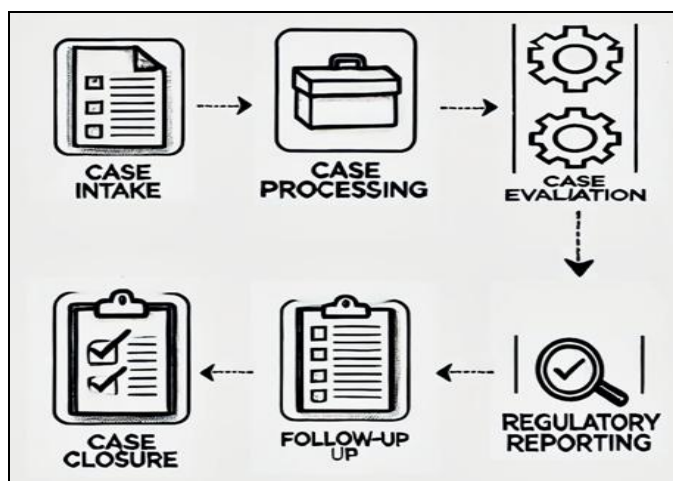 CASE
INTAKE
CASE
PROCESSING
CASE
EVALUATION
REGULATORY
REPORTING
FOLLOW-UP
UP
CASE
CLOSURE